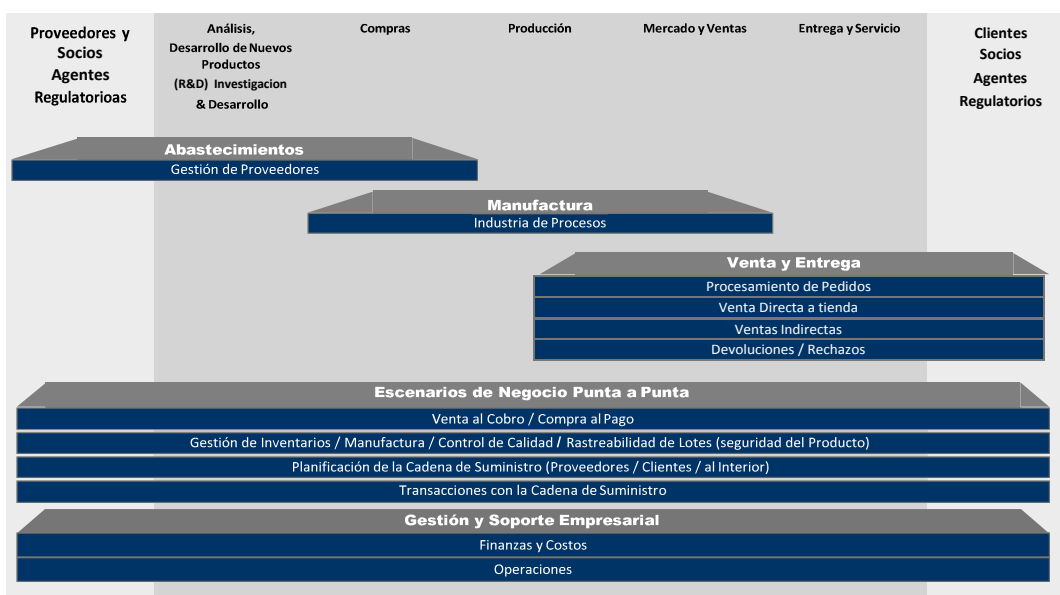 Proveedores y
Socios
Agentes
Regulatorioas
Análisis,
Desarrollo de Nuevos
Productos
(R&D) Investigacion
& Desarrollo
Compras
Producción
Mercado y Ventas
Entrega y Servicio
Clientes
Socios
Agentes
Regulatorios
Abastecimientos
Gestión de Proveedores
Manufactura
Industria de Procesos
Venta y Entrega
Procesamiento de Pedidos
Venta Directa a tienda
Ventas Indirectas
Devoluciones / Rechazos
Escenarios de Negocio Punta a Punta
Venta al Cobro / Compra al Pago
Gestión de Inventarios / Manufactura / Control de Calidad / Rastreabilidad de Lotes (seguridad del Producto)
Planificación de la Cadena de Suministro (Proveedores / Clientes / al Interior)
Transacciones con la Cadena de Suministro
Gestión y Soporte Empresarial
Finanzas y Costos
Operaciones